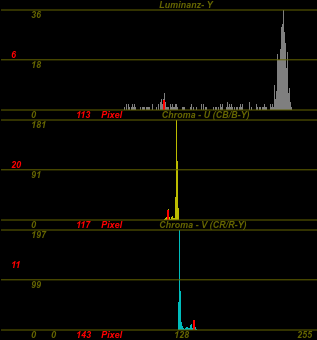 Luminanz- Y
36
6
18
0 113 Pixel
Chroma - U (CB/B-Y)
181
20
91
0 117 Pixel
Chroma - V (CR/R-Y)
197
11
99
0 0 143 Pixel 128 255